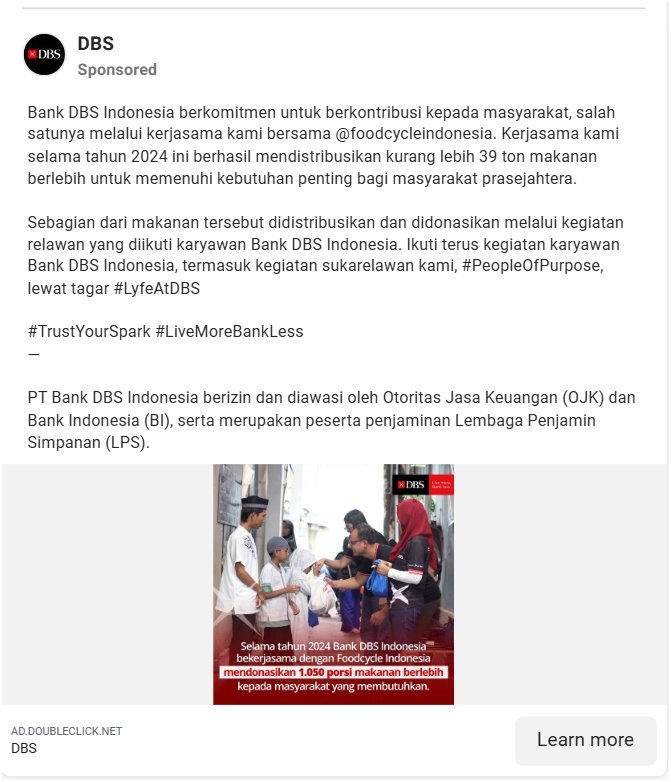 DBS
DBS
Sponsored
Bank DBS Indonesia berkomitmen untuk berkontribusi kepada masyarakat, salah
satunya melalui kerjasama kami bersama @foodcycleindonesia. Kerjasama kami
selama tahun 2024 ini berhasil mendistribusikan kurang lebih 39 ton makanan
berlebih untuk memenuhi kebutuhan penting bagi masyarakat prasejahtera.
Sebagian dari makanan tersebut didistribusikan dan didonasikan melalui kegiatan
relawan yang diikuti karyawan Bank DBS Indonesia. Ikuti terus kegiatan karyawan
Bank DBS Indonesia, termasuk kegiatan sukarelawan kami, #PeopleOfPurpose,
lewat tagar #LyfeAtDBS
#TrustYourSpark #LiveMoreBankLess
—
PT Bank DBS Indonesia berizin dan diawasi oleh Otoritas Jasa Keuangan (OJK) dan
Bank Indonesia (BI), serta merupakan peserta penjaminan Lembaga Penjamin
Simpanan (LPS).
DBS
Live more,
Bank less
Selama tahun 2024 Bank DBS Indonesia
bekerjasama dengan Foodcycle Indonesia
mendonasikan 1.050 porsi makanan berlebih
kepada masyarakat yang membutuhkan.
AD.DOUBLECLICK.NET
DBS
Learn more